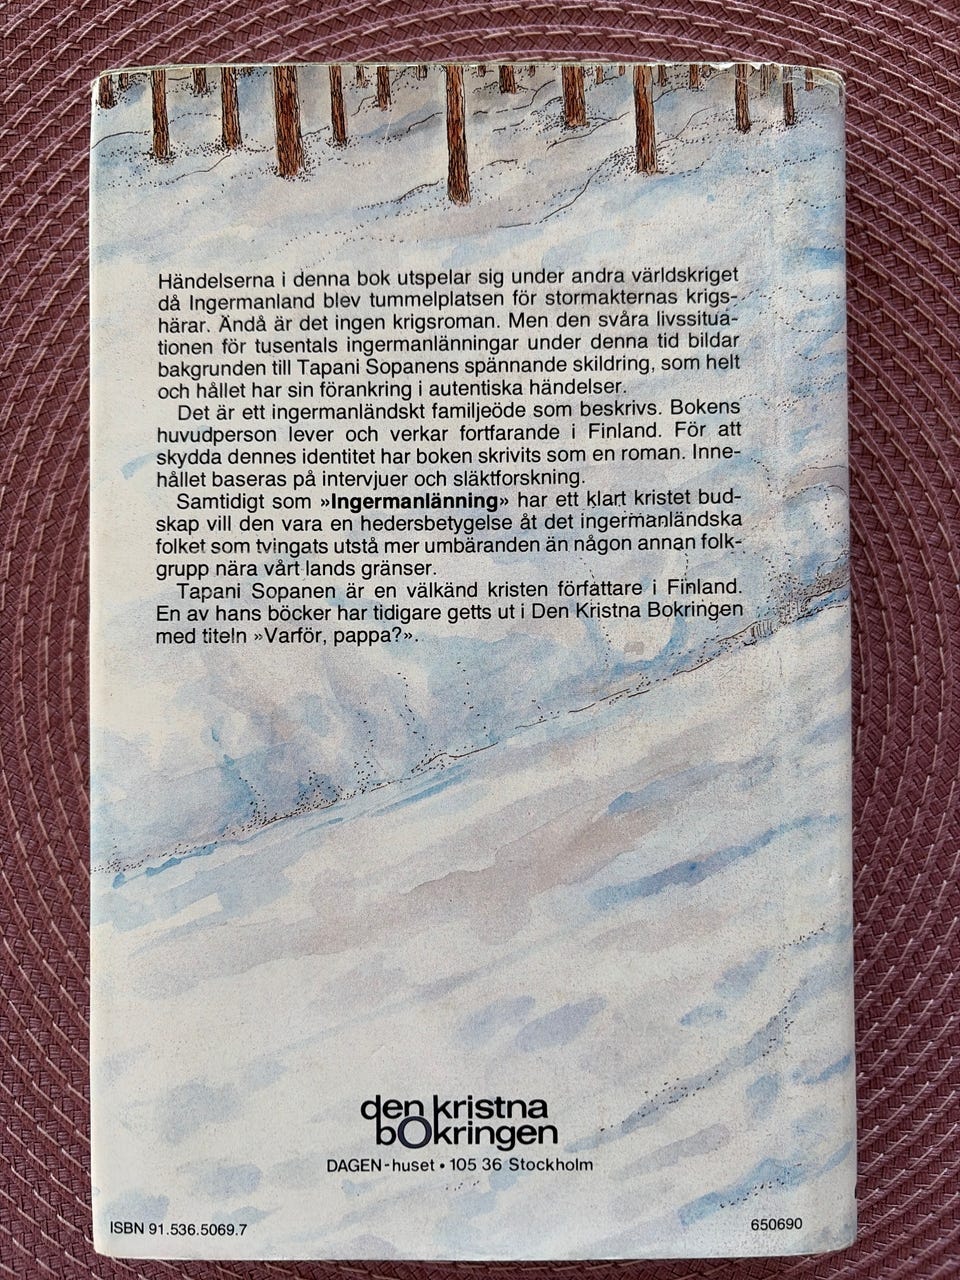 Händelserna i denna bok utspelar sig under andra världskriget
då Ingermanland blev tummelplatsen för stormakternas krigs-
härar. Ändå är det ingen krigsroman. Men den svåra livssitua-
tionen för tusentals ingermanlänningar under denna tid bildar
bakgrunden till Tapani Sopanens spännande skildring, som helt
och hållet har sin förankring i autentiska händelser.
Det är ett ingermanländskt familjeöde som beskrivs. Bokens
huvudperson lever och verkar fortfarande i Finland. För att
skydda dennes identitet har boken skrivits som en roman. Inne-
hållet baseras på intervjuer och släktforskning.
Samtidigt som »Ingermanlänning» har ett klart kristet bud-
skap vill den vara en hedersbetygelse åt det ingermanländska
folket som tvingats utstå mer umbäranden än någon annan folk-
grupp nära vårt lands gränser.
Tapani Sopanen är en välkänd kristen författare i Finland.
En av hans böcker har tidigare getts ut i Den Kristna Bokringen
med titeln »Varför, pappa?».
den kristna
bokringen
DAGEN-huset • 105 36 Stockholm
ISBN 91.536.5069.7
650690